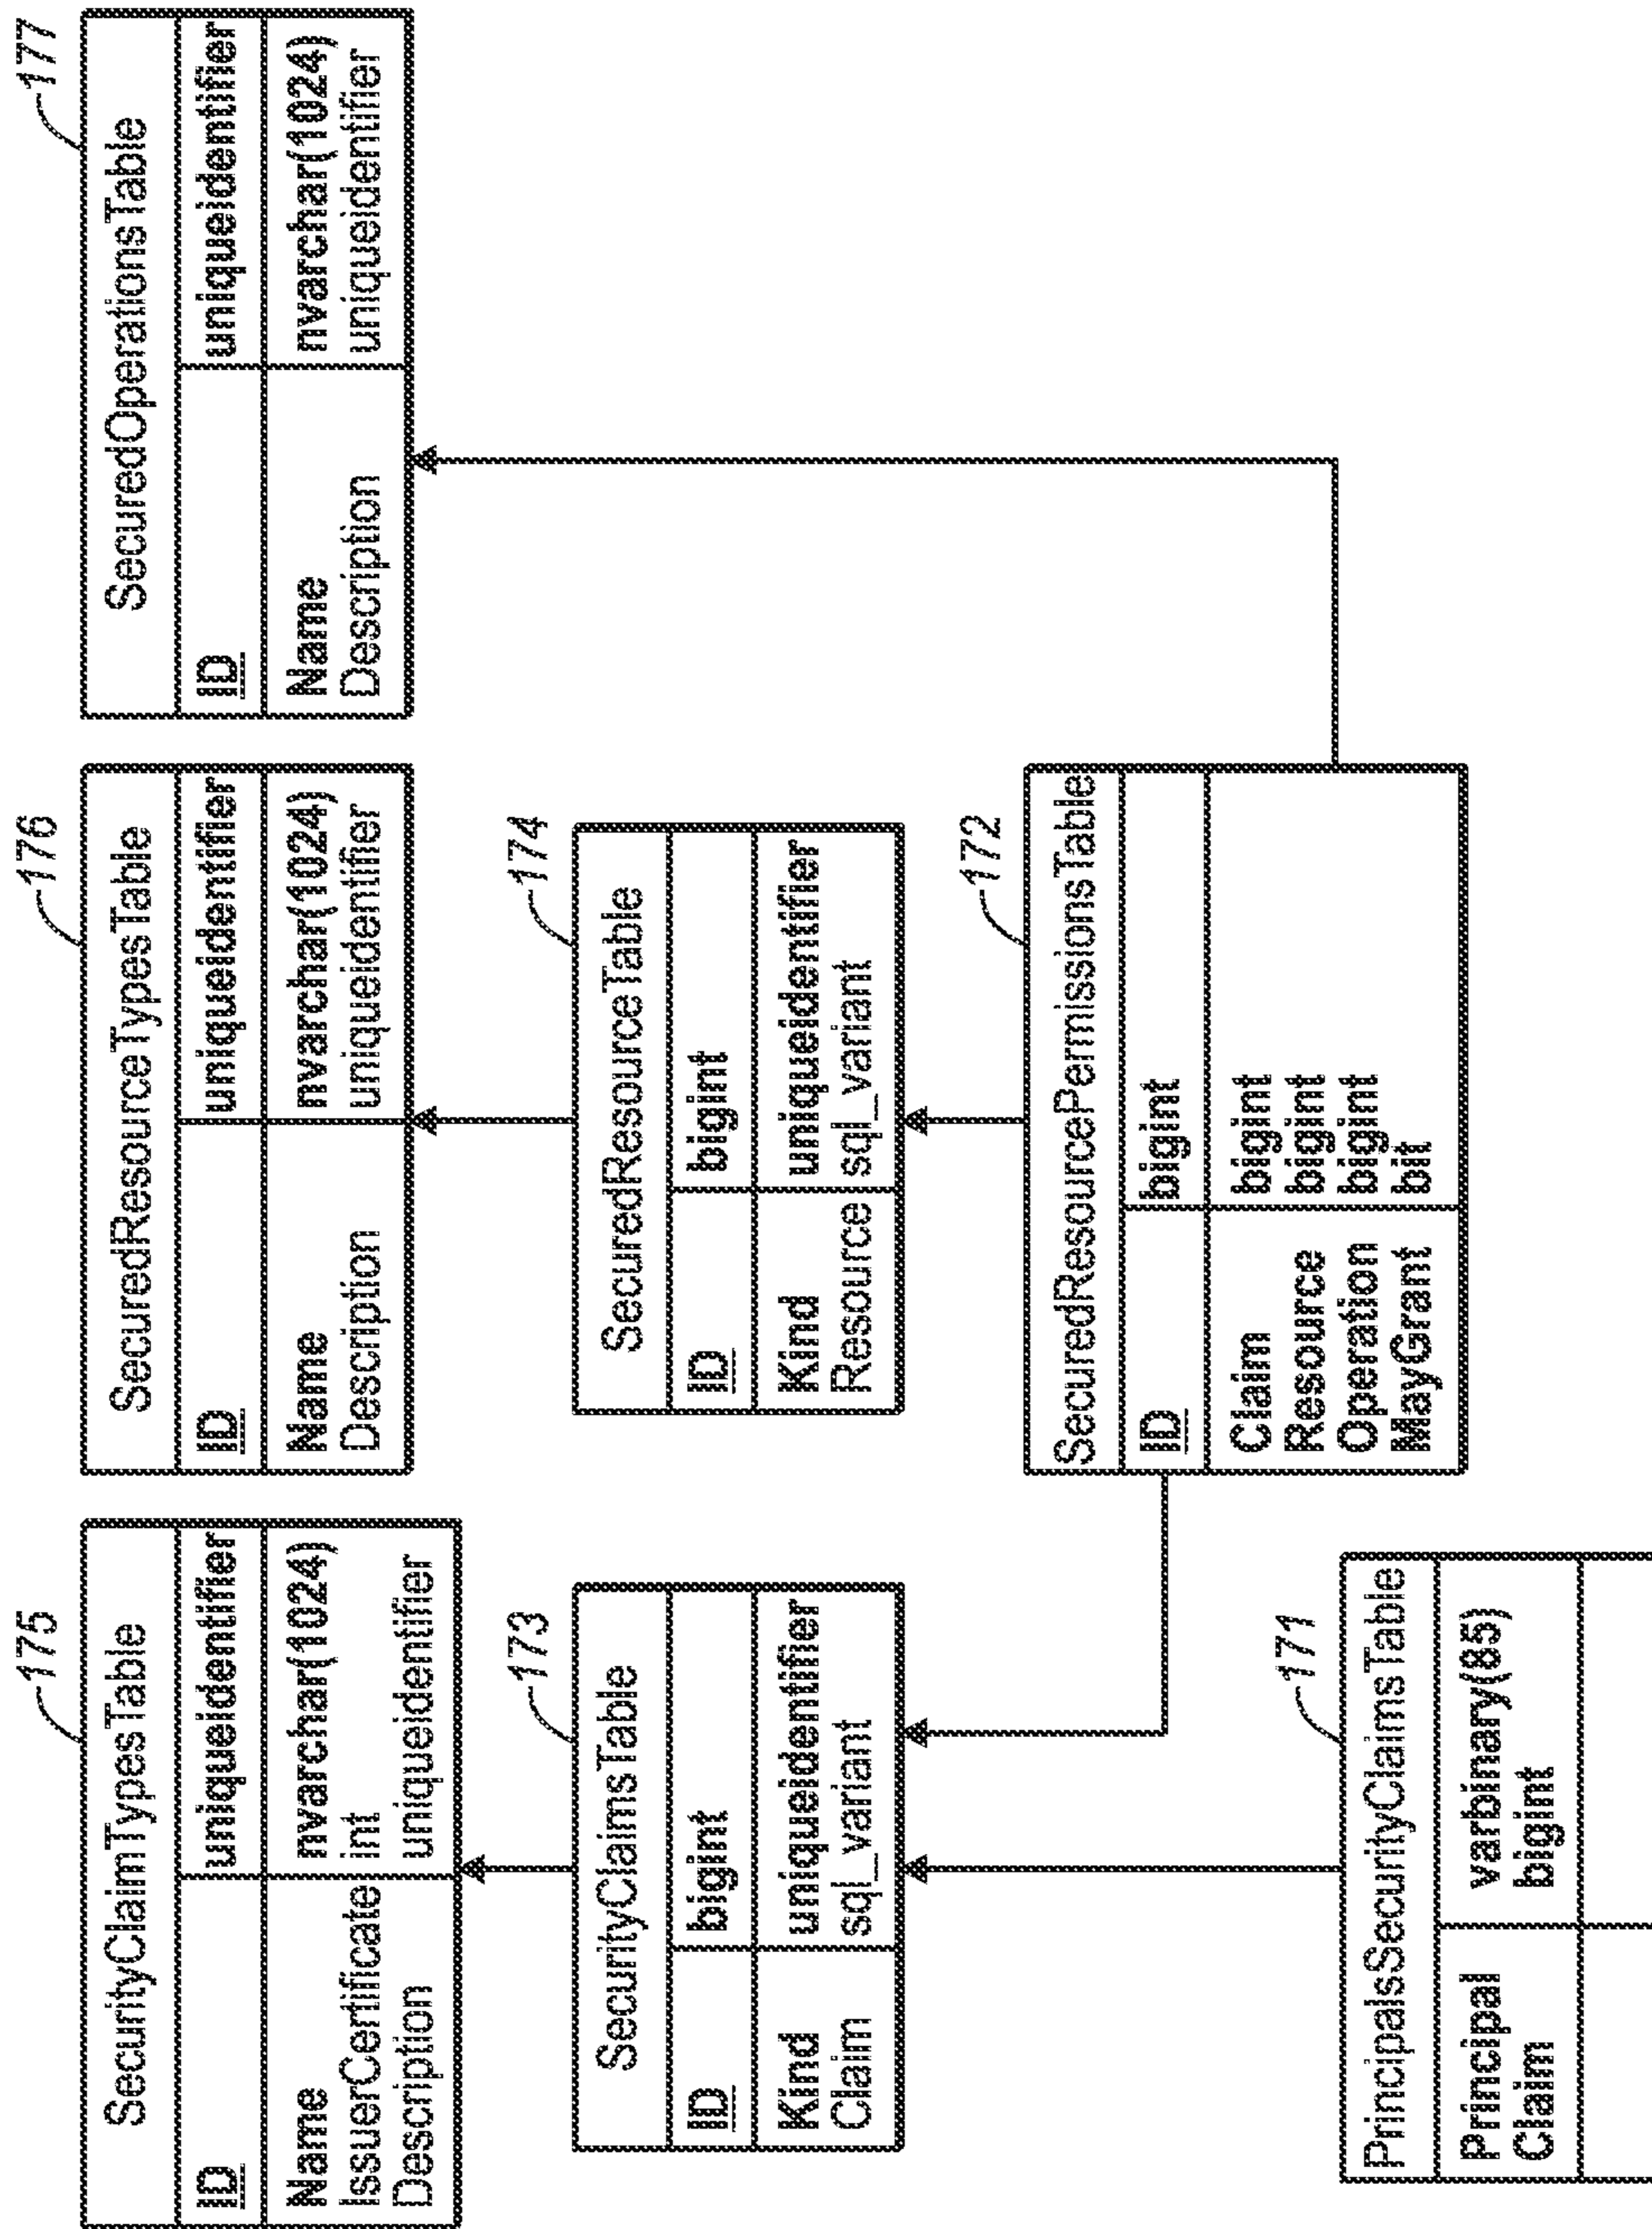 175
SecurityClaimTypesTable
ID uniqueidentifier
Name nvarchar(1024)
IssuerCertificate int
Description uniqueidentifier
176
SecuredResourceTypesTable
ID uniqueidentifier
Name nvarchar(1024)
Description uniqueidentifier
177
SecuredOperationsTable
ID uniqueidentifier
Name nvarchar(1024)
Description uniqueidentifier
173
SecurityClaimsTable
ID bigint
Kind uniqueidentifier
Claim sql_variant
174
SecuredResourceTable
ID bigint
Kind uniqueidentifier
Resource sql_variant
172
SecuredResourcePermissionsTable
ID bigint
Claim bigint
Resource bigint
Operation bigint
MayGrant bit
171
PrincipalsSecurityClaimsTable
Principal varbinary(85)
Claim bigint